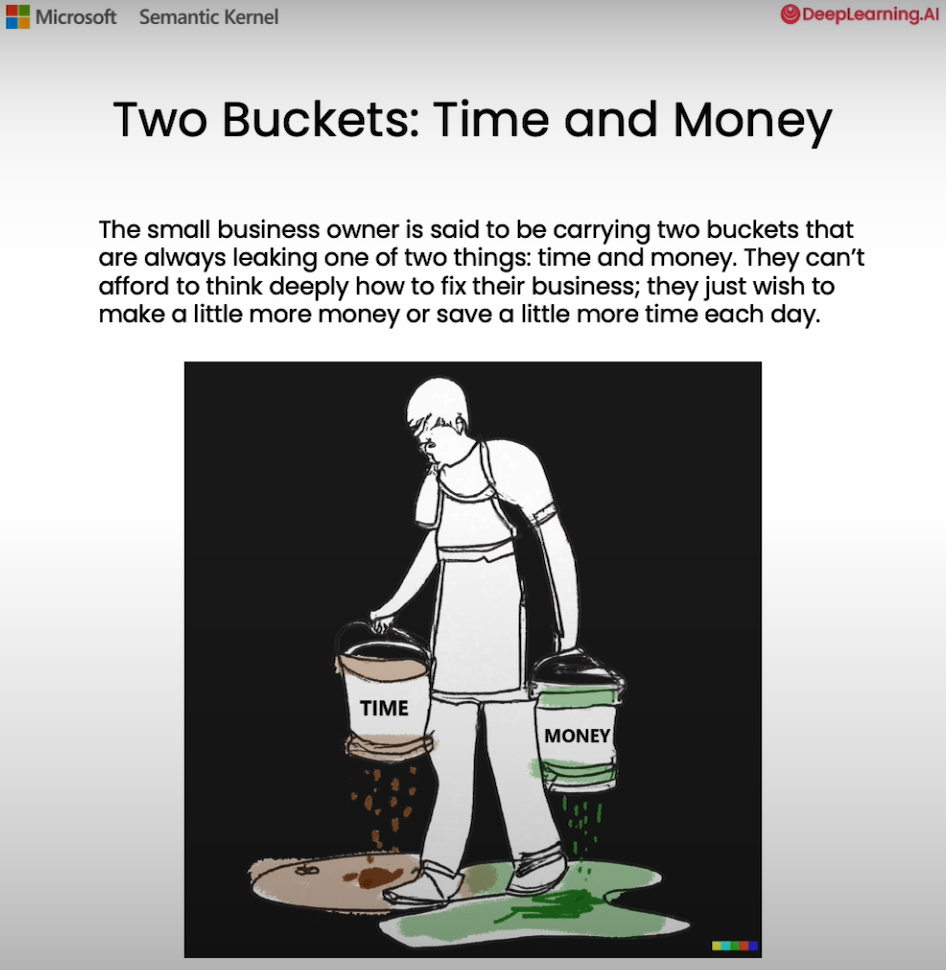 Microsoft Semantic Kernel
DeepLearning.AI
Two Buckets: Time and Money
The small business owner is said to be carrying two buckets that
are always leaking one of two things: time and money. They can’t
afford to think deeply how to fix their business; they just wish to
make a little more money or save a little more time each day.
TIME
MONEY